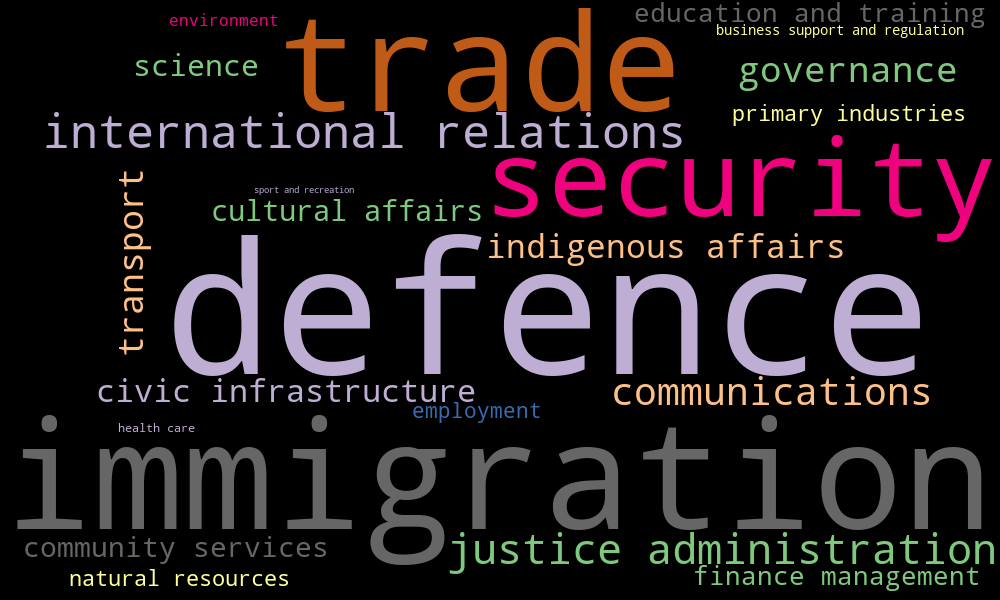 education and training
environment
trade
business support and regulation
science
governance
primary industries
international relations
security
transport
sport and recreation
cultural affairs
indigenous affairs
defence
civic infrastructure
communications
employment
health care
immigration
community services
justice administration
natural resources
finance management